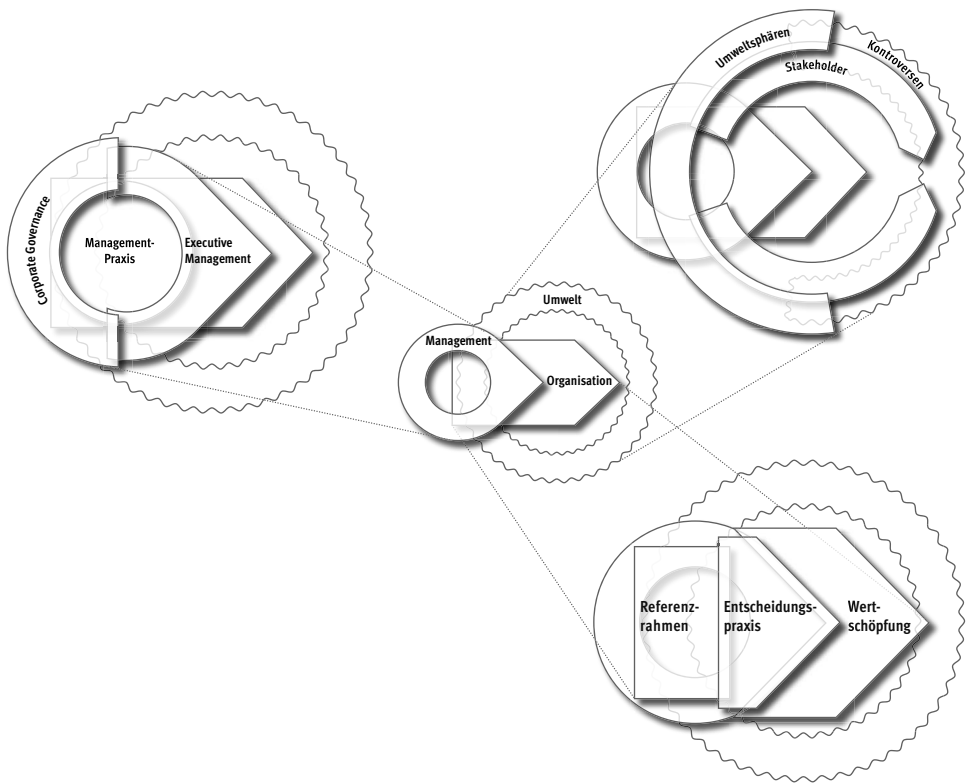 Umweltsphären
Kontroversen
Stakeholder
Corporate Governance
Management-
Praxis
Executive
Management
Umwelt
Management
Organisation
Referenz-
rahmen
Entscheidungs-
praxis
Wert-
schöpfung